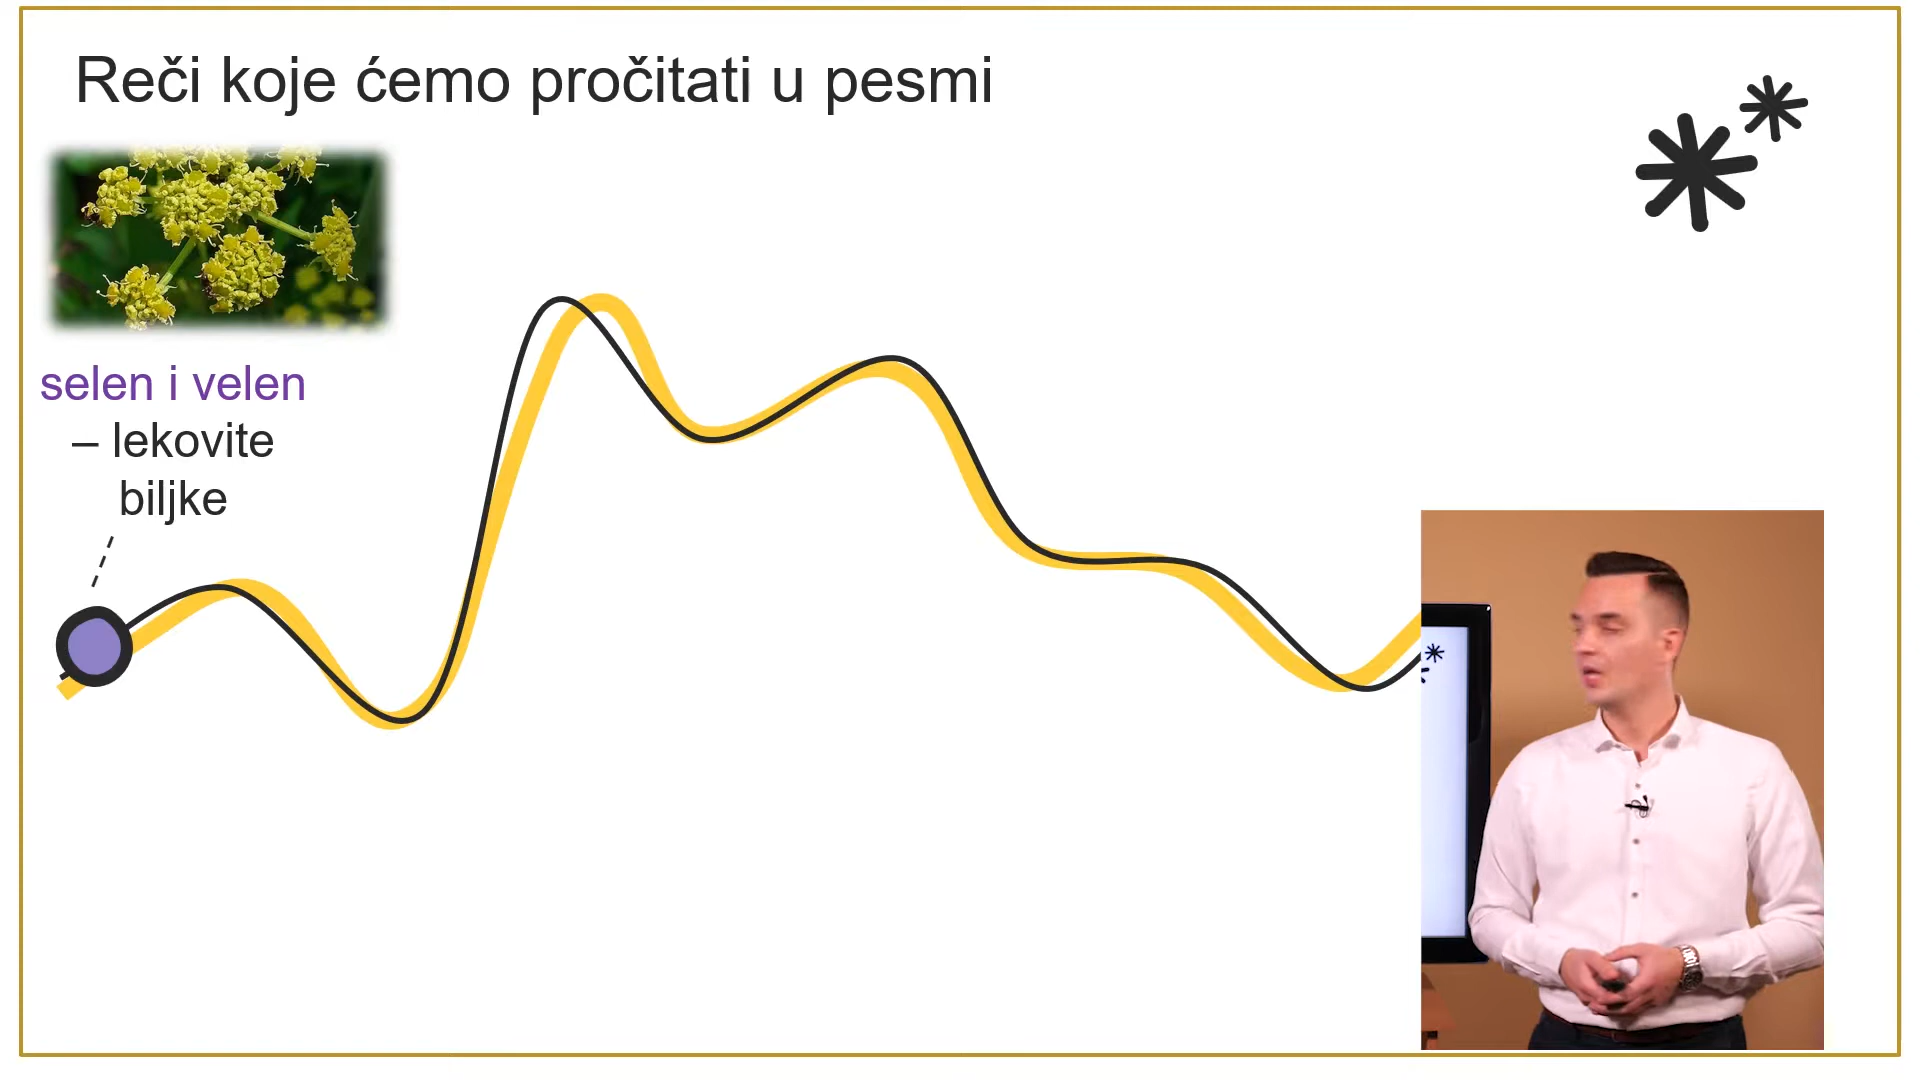 Reči koje ćemo pročitati u pesmi
selen i velen
– lekovite
biljke